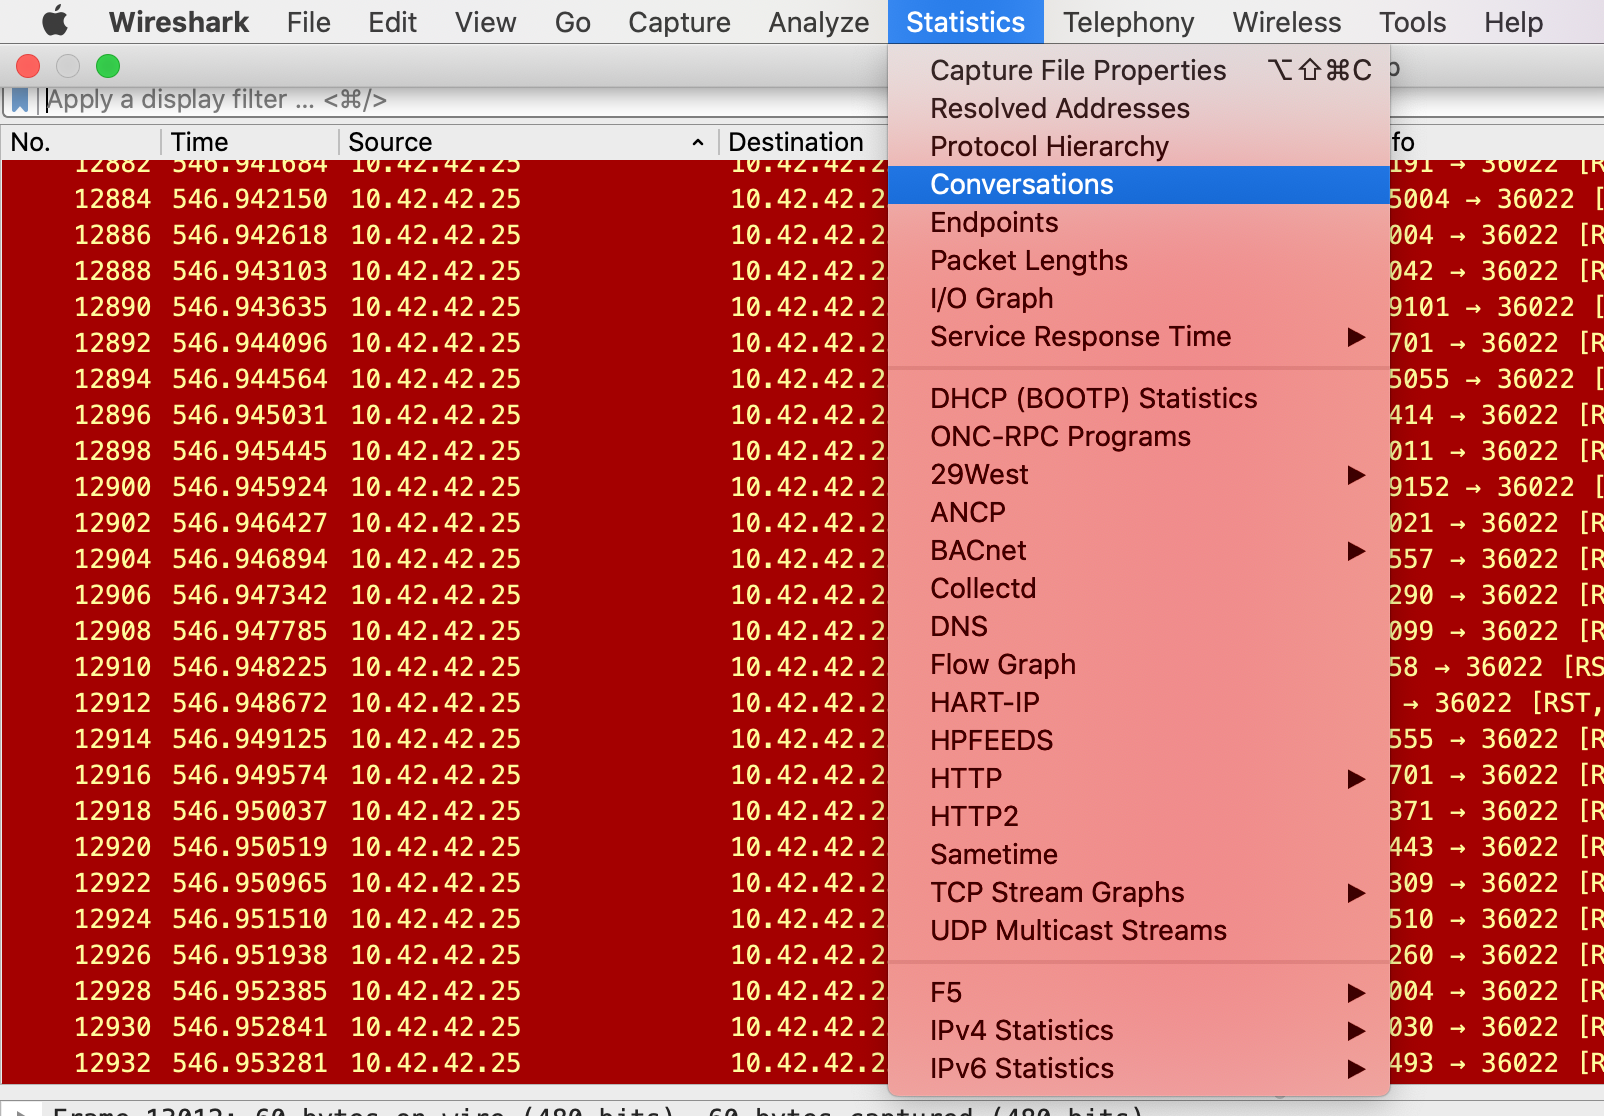 Wireshark File Edit View Go Capture Analyze Statistics Telephony Wireless Tools Help
Apply a display filter ... <⌘/>
No. Time Source Destination fo
12882 546.941684 10.42.42.25 10.42.42.2 191 → 36022 [R
12884 546.942150 10.42.42.25 10.42.42.2 5004 → 36022 [
12886 546.942618 10.42.42.25 10.42.42.2 004 → 36022 [R
12888 546.943103 10.42.42.25 10.42.42.2 042 → 36022 [R
12890 546.943635 10.42.42.25 10.42.42.2 9101 → 36022 [
12892 546.944096 10.42.42.25 10.42.42.2 701 → 36022 [R
12894 546.944564 10.42.42.25 10.42.42.2 5055 → 36022 [
12896 546.945031 10.42.42.25 10.42.42.2 414 → 36022 [R
12898 546.945445 10.42.42.25 10.42.42.2 011 → 36022 [R
12900 546.945924 10.42.42.25 10.42.42.2 9152 → 36022 [
12902 546.946427 10.42.42.25 10.42.42.2 021 → 36022 [R
12904 546.946894 10.42.42.25 10.42.42.2 557 → 36022 [R
12906 546.947342 10.42.42.25 10.42.42.2 290 → 36022 [R
12908 546.947785 10.42.42.25 10.42.42.2 099 → 36022 [R
12910 546.948225 10.42.42.25 10.42.42.2 58 → 36022 [RS
12912 546.948672 10.42.42.25 10.42.42.2 → 36022 [RST,
12914 546.949125 10.42.42.25 10.42.42.2 555 → 36022 [R
12916 546.949574 10.42.42.25 10.42.42.2 701 → 36022 [R
12918 546.950037 10.42.42.25 10.42.42.2 371 → 36022 [R
12920 546.950519 10.42.42.25 10.42.42.2 443 → 36022 [R
12922 546.950965 10.42.42.25 10.42.42.2 309 → 36022 [R
12924 546.951510 10.42.42.25 10.42.42.2 510 → 36022 [R
12926 546.951938 10.42.42.25 10.42.42.2 260 → 36022 [R
12928 546.952385 10.42.42.25 10.42.42.2 004 → 36022 [R
12930 546.952841 10.42.42.25 10.42.42.2 030 → 36022 [R
12932 546.953281 10.42.42.25 10.42.42.2 493 → 36022 [R
Capture File Properties ⌥⇧⌘C
Resolved Addresses
Protocol Hierarchy
Conversations
Endpoints
Packet Lengths
I/O Graph
Service Response Time
DHCP (BOOTP) Statistics
ONC-RPC Programs
29West
ANCP
BACnet
Collectd
DNS
Flow Graph
HART-IP
HPFEEDS
HTTP
HTTP2
Sametime
TCP Stream Graphs
UDP Multicast Streams
F5
IPv4 Statistics
IPv6 Statistics
Frame 13012: 60 bytes on wire (480 bits), 60 bytes captured (480 bits)